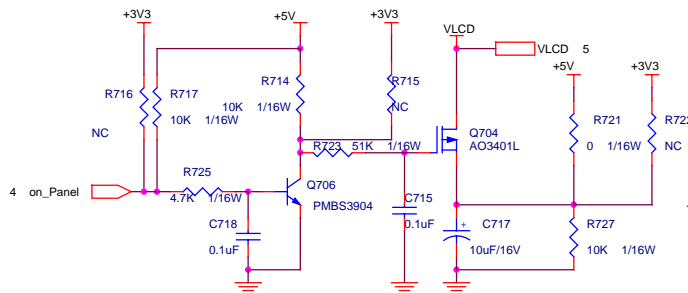 +3V3
+5V
+3V3
VLCD
VLCD 5
+5V
+3V3
R716
R717
R714
R715
10K
10K 1/16W
1/16W
NC
NC
Q704
AO3401L
R721
0 1/16W
NC
R723 51K 1/16W
4 on_Panel
R725
4.7K 1/16W
Q706
PMBS3904
C718
0.1uF
C715
0.1uF
C717
+
10uF/16V
R727
10K 1/16W